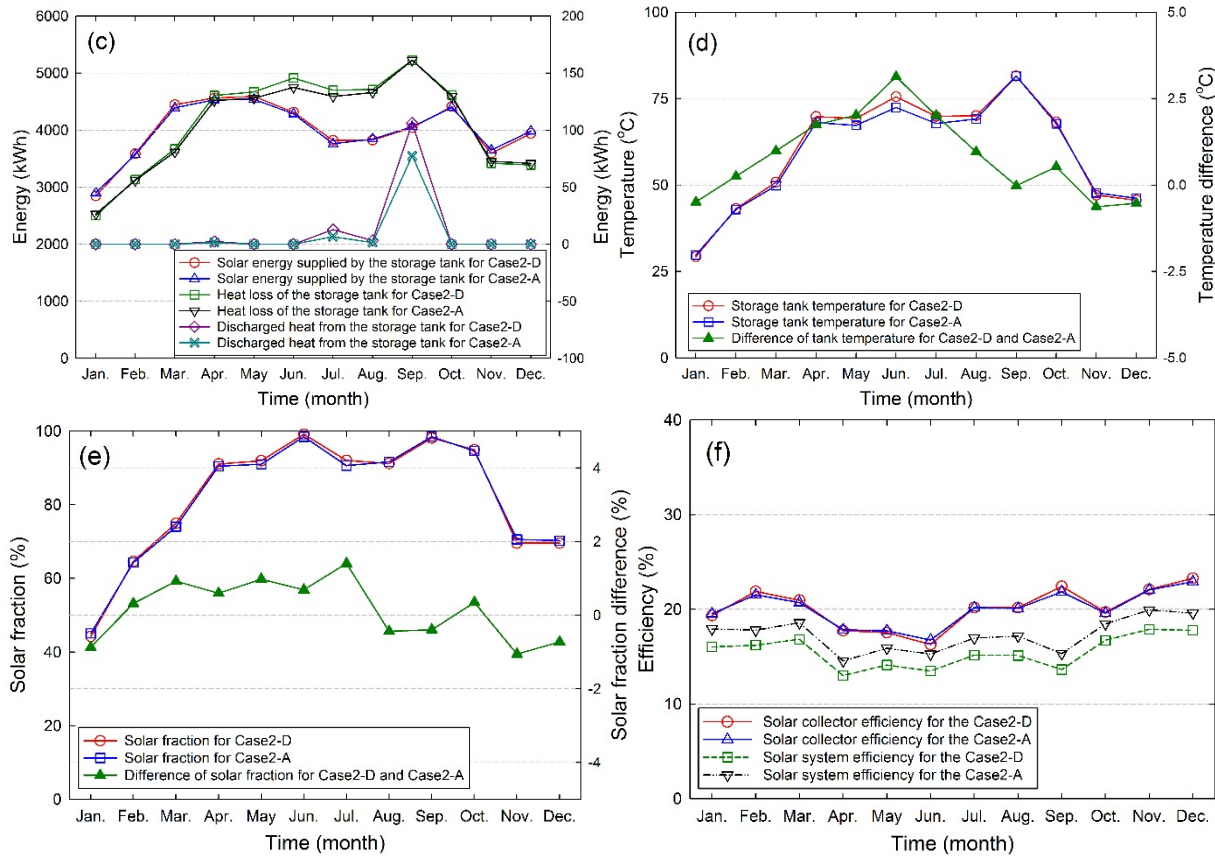 (c)
Energy (kWh)
6000
5000
4000
3000
2000
1000
0
200
150
100
50
0
-50
-100
Energy (kWh)
Solar energy supplied by the storage tank for Case2-D
Solar energy supplied by the storage tank for Case2-A
Heat loss of the storage tank for Case2-D
Heat loss of the storage tank for Case2-A
Discharged heat from the storage tank for Case2-D
Discharged heat from the storage tank for Case2-A
Jan. Feb. Mar. Apr. May Jun. Jul. Aug. Sep. Oct. Nov. Dec.
Time (month)
(d)
Temperature (°C)
100
75
50
25
0
5.0
2.5
0.0
-2.5
-5.0
Temperature difference (°C)
Storage tank temperature for Case2-D
Storage tank temperature for Case2-A
Difference of tank temperature for Case2-D and Case2-A
Jan. Feb. Mar. Apr. May Jun. Jul. Aug. Sep. Oct. Nov. Dec.
Time (month)
(e)
Solar fraction (%)
100
80
60
40
20
0
4
2
0
-2
-4
Solar fraction difference (%)
Solar fraction for Case2-D
Solar fraction for Case2-A
Difference of solar fraction for Case2-D and Case2-A
Jan. Feb. Mar. Apr. May Jun. Jul. Aug. Sep. Oct. Nov. Dec.
Time (month)
(f)
Efficiency (%)
40
30
20
10
0
Solar collector efficiency for the Case2-D
Solar collector efficiency for the Case2-A
Solar system efficiency for the Case2-D
Solar system efficiency for the Case2-A
Jan. Feb. Mar. Apr. May Jun. Jul. Aug. Sep. Oct. Nov. Dec.
Time (month)